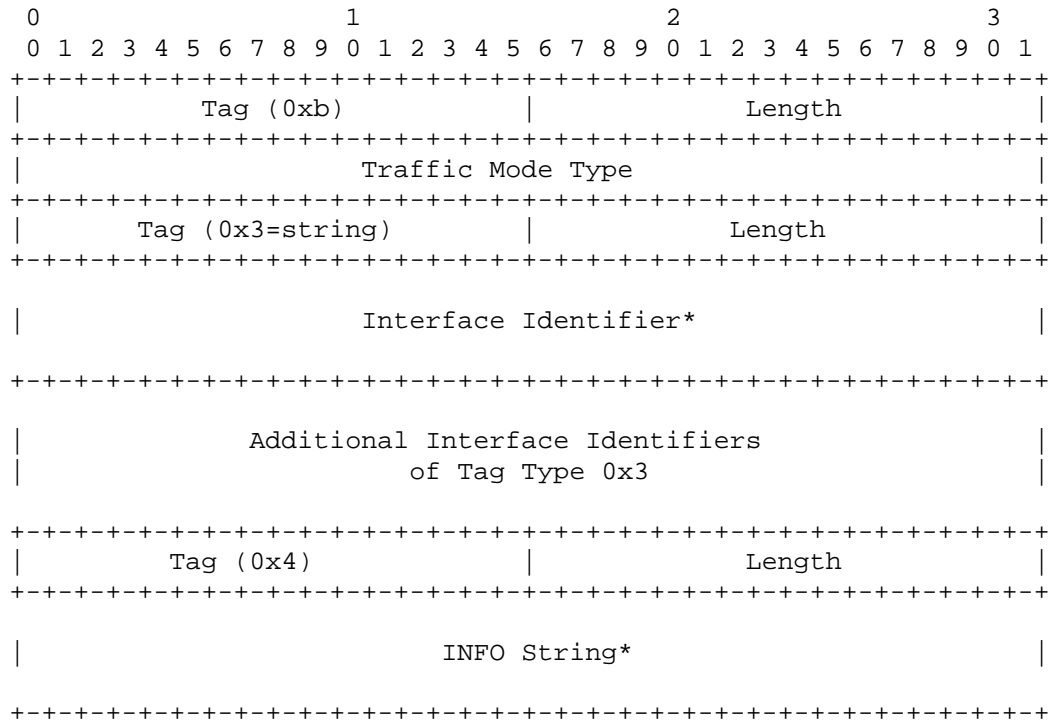 0                   1                   2                   3
 0 1 2 3 4 5 6 7 8 9 0 1 2 3 4 5 6 7 8 9 0 1 2 3 4 5 6 7 8 9 0 1
+-+-+-+-+-+-+-+-+-+-+-+-+-+-+-+-+-+-+-+-+-+-+-+-+-+-+-+-+-+-+-+-+
|           Tag (0xb)           |             Length            |
+-+-+-+-+-+-+-+-+-+-+-+-+-+-+-+-+-+-+-+-+-+-+-+-+-+-+-+-+-+-+-+-+
|                     Traffic Mode Type                         |
+-+-+-+-+-+-+-+-+-+-+-+-+-+-+-+-+-+-+-+-+-+-+-+-+-+-+-+-+-+-+-+-+
|       Tag (0x3=string)        |            Length             |
+-+-+-+-+-+-+-+-+-+-+-+-+-+-+-+-+-+-+-+-+-+-+-+-+-+-+-+-+-+-+-+-+
|                     Interface Identifier*                     |
+-+-+-+-+-+-+-+-+-+-+-+-+-+-+-+-+-+-+-+-+-+-+-+-+-+-+-+-+-+-+-+-+
|              Additional Interface Identifiers                 |
|                        of Tag Type 0x3                        |
+-+-+-+-+-+-+-+-+-+-+-+-+-+-+-+-+-+-+-+-+-+-+-+-+-+-+-+-+-+-+-+-+
|         Tag (0x4)             |             Length            |
+-+-+-+-+-+-+-+-+-+-+-+-+-+-+-+-+-+-+-+-+-+-+-+-+-+-+-+-+-+-+-+-+
|                          INFO String*                         |
+-+-+-+-+-+-+-+-+-+-+-+-+-+-+-+-+-+-+-+-+-+-+-+-+-+-+-+-+-+-+-+-+